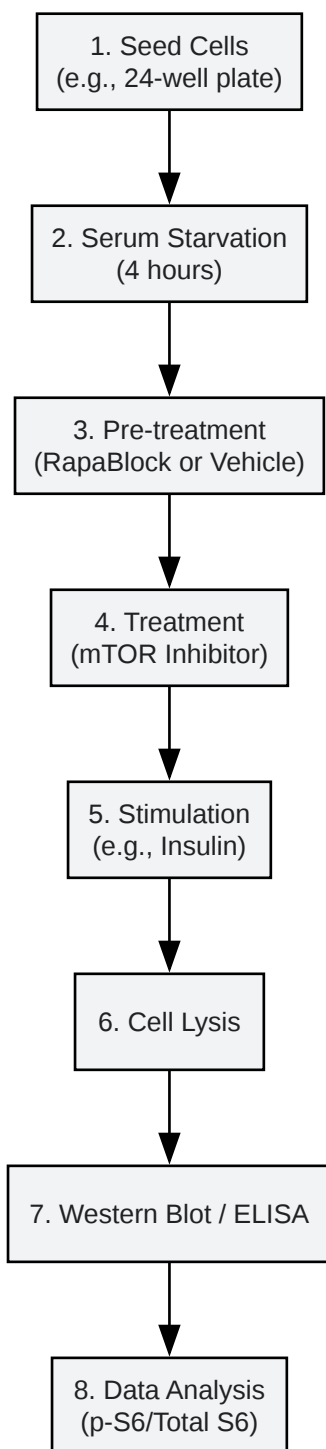 1. Seed Cells
(e.g., 24-well plate)
2. Serum Starvation
(4 hours)
3. Pre-treatment
(RapaBlock or Vehicle)
4. Treatment
(mTOR Inhibitor)
5. Stimulation
(e.g., Insulin)
6. Cell Lysis
7. Western Blot / ELISA
8. Data Analysis
(p-S6/Total S6)